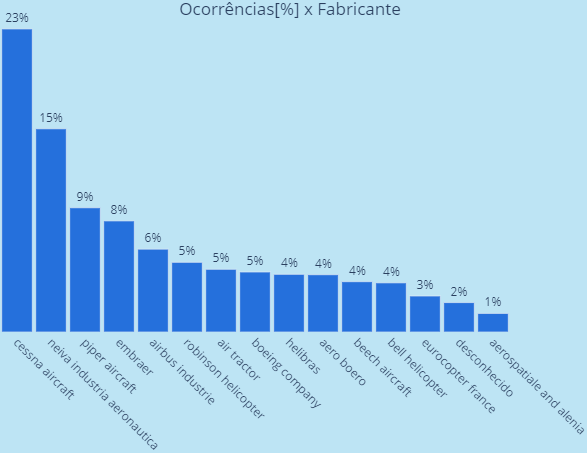 Ocorrências[%] x Fabricante
23%
15%
9%
8%
6%
5%
5%
5%
4%
4%
4%
4%
3%
2%
1%
cessna aircraft
neiva industria aeronautica
piper aircraft
embraer
airbus industrie
robinson helicopter
air tractor
boeing company
helibras
aero boero
beech aircraft
bell helicopter
eurocopter france
desconhecido
aerospatiale and alenia